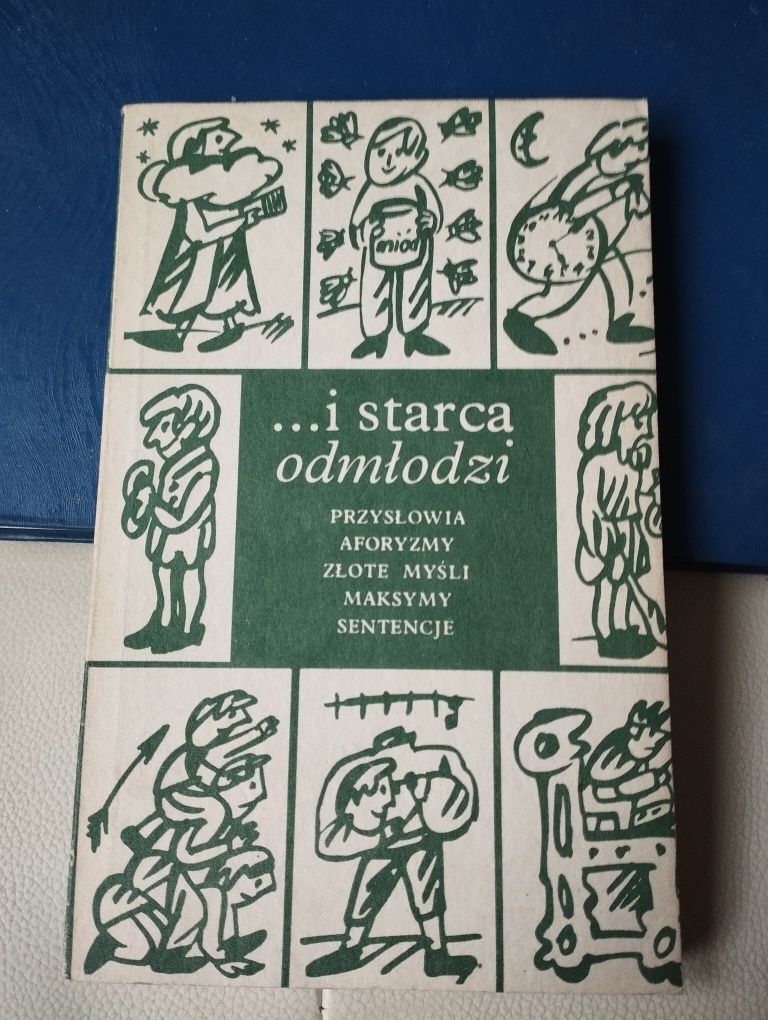 miód
...i starca
odmłodzi
PRZYSŁOWIA
AFORYZMY
ZŁOTE MYŚLI
MAKSYMY
SENTENCJE